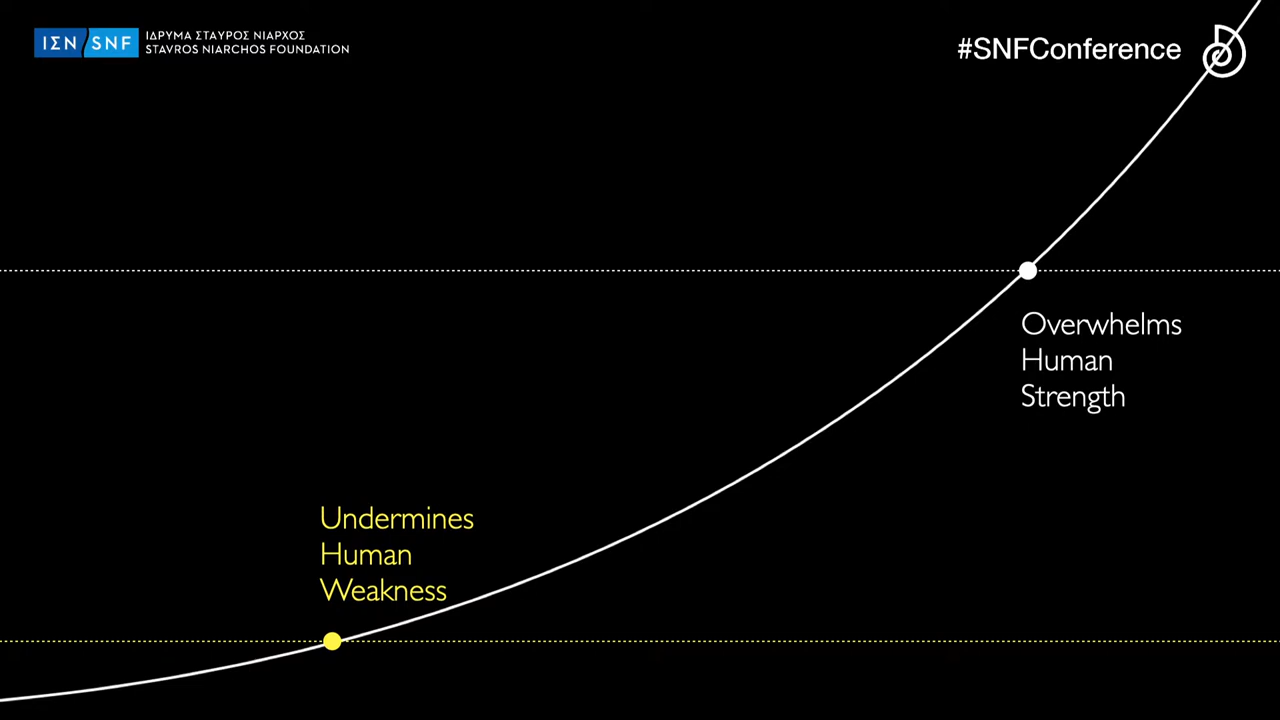 ΙΣΝ SNF ΙΔΡΥΜΑ ΣΤΑΥΡΟΣ ΝΙΑΡΧΟΣ
STAVROS NIARCHOS FOUNDATION
#SNFConference
Overwhelms
Human
Strength
Undermines
Human
Weakness